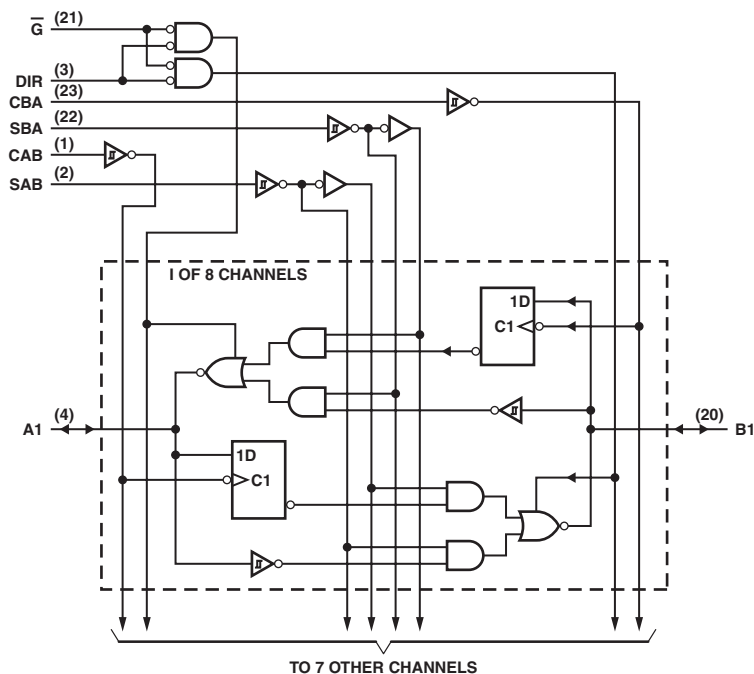 G̅ (21)
DIR (3)
CBA (23)
SBA (22)
CAB (1)
SAB (2)
I OF 8 CHANNELS
1D
C1
A1 (4)
(20) B1
1D
C1
TO 7 OTHER CHANNELS